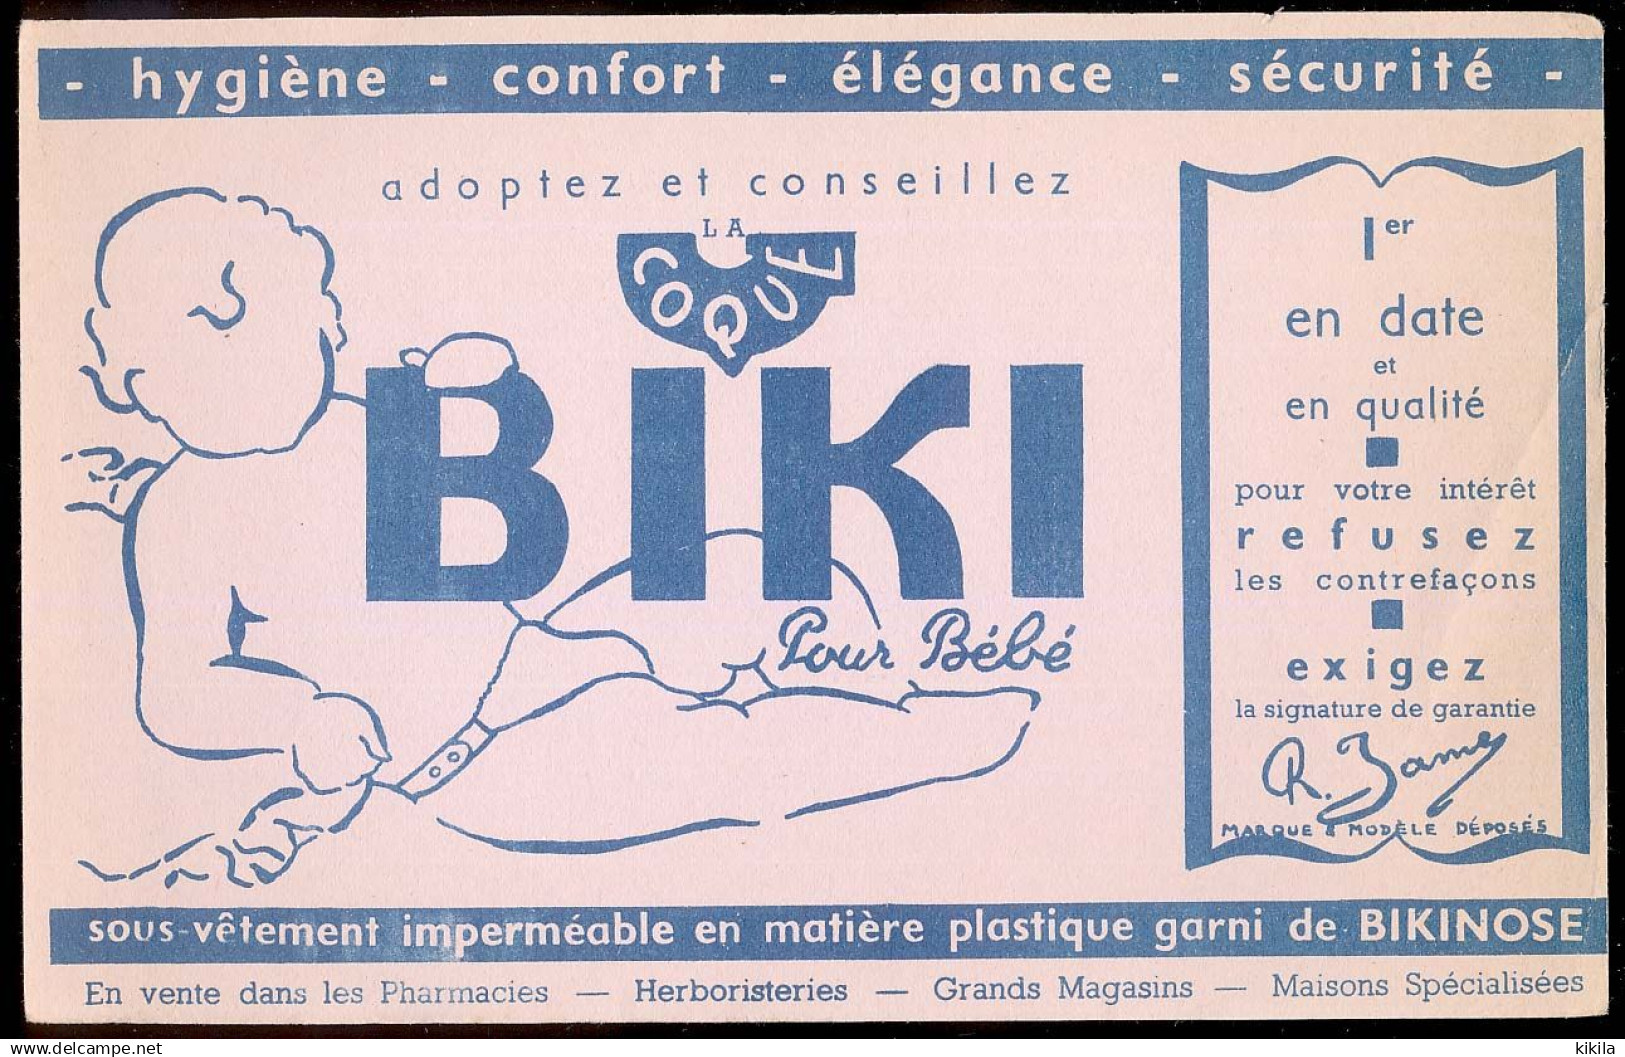 - hygiène - confort - élégance - sécurité -
adoptez et conseillez
LA
COQUE
BIKI
Pour Bébé
1er
en date
et
en qualité
pour votre intérêt
refusez
les contrefaçons
exigez
la signature de garantie
MARQUE & MODÈLE DÉPOSÉS
sous-vêtement imperméable en matière plastique garni de BIKINOSE
En vente dans les Pharmacies — Herboristeries — Grands Magasins — Maisons Spécialisées
www.delcampe.net
kikila